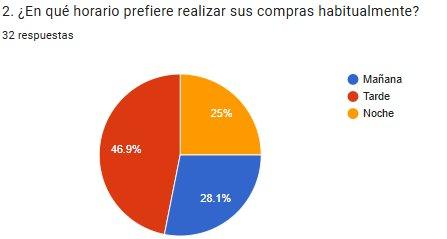 2. ¿En qué horario prefiere realizar sus compras habitualmente?
32 respuestas
Mañana
Tarde
Noche
25%
46.9%
28.1%